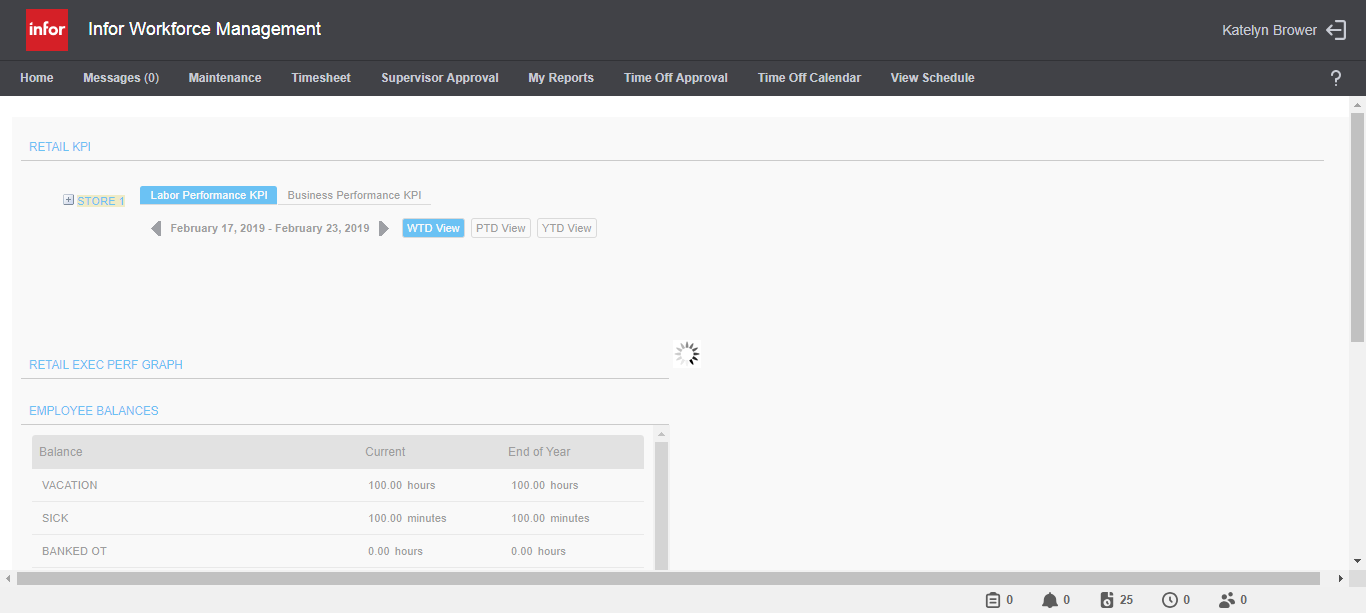 infor Infor Workforce Management Katelyn Brower
Home Messages (0) Maintenance Timesheet Supervisor Approval My Reports Time Off Approval Time Off Calendar View Schedule ?
RETAIL KPI
STORE 1 Labor Performance KPI Business Performance KPI
February 17, 2019 - February 23, 2019 WTD View PTD View YTD View
RETAIL EXEC PERF GRAPH
EMPLOYEE BALANCES
Balance Current End of Year
VACATION 100.00 hours 100.00 hours
SICK 100.00 minutes 100.00 minutes
BANKED OT 0.00 hours 0.00 hours
0 0 25 0 0